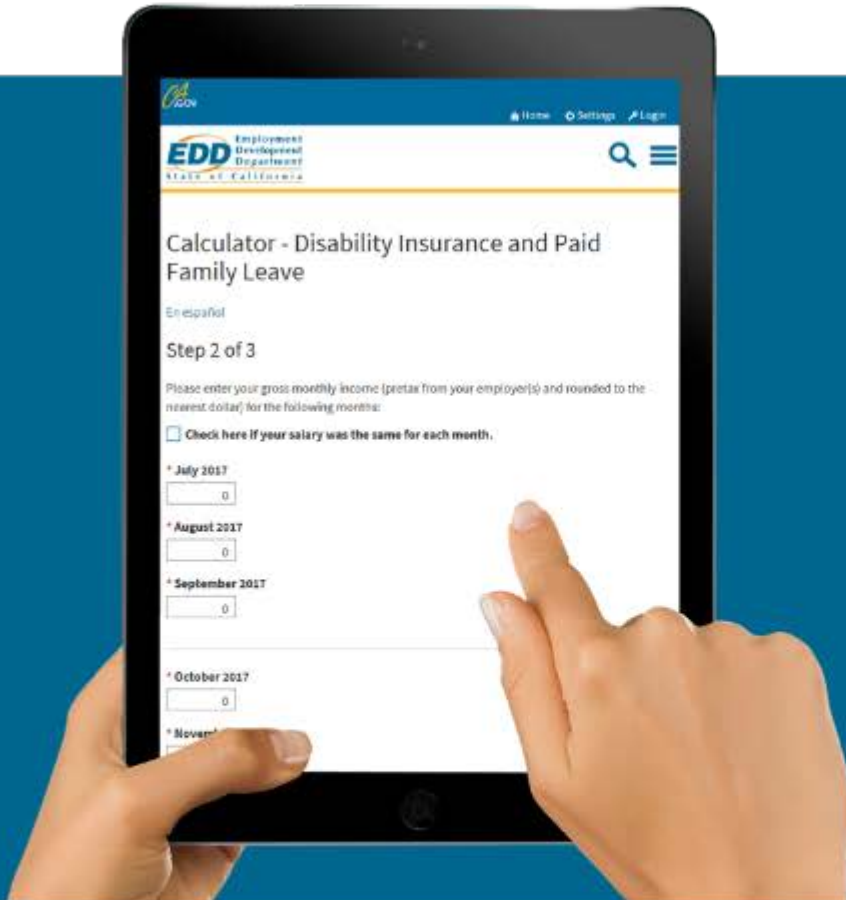 CA
.GOV
Home Settings Login
EDD Employment
Development
Department
State of California
Calculator - Disability Insurance and Paid
Family Leave
En español
Step 2 of 3
Please enter your gross monthly income (pretax from your employer(s) and rounded to the
nearest dollar) for the following months:
Check here if your salary was the same for each month.
* July 2017
0
* August 2017
0
* September 2017
0
* October 2017
0